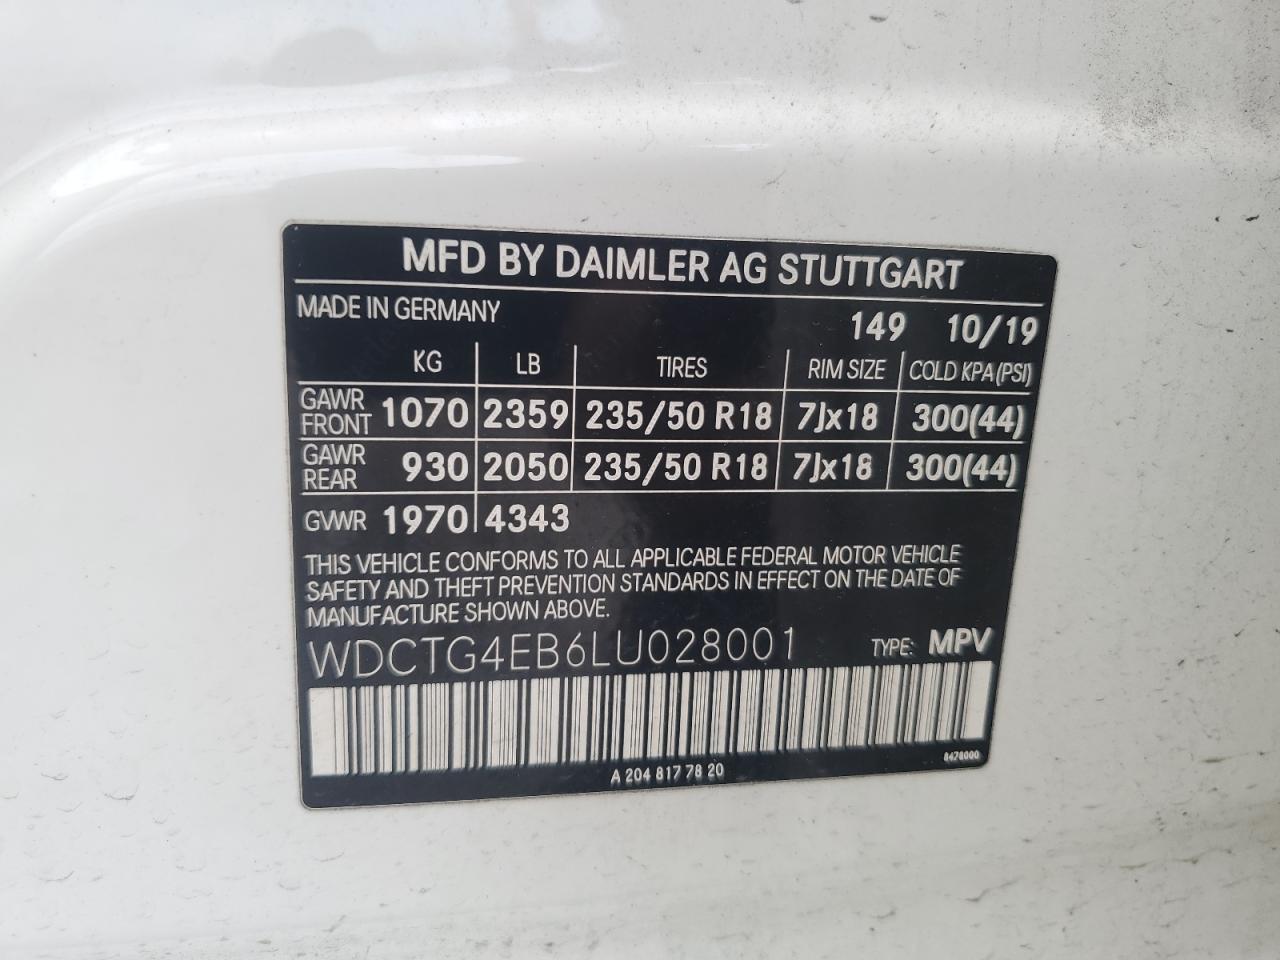 MFD BY DAIMLER AG STUTTGART
MADE IN GERMANY
149 10/19
KG LB TIRES RIM SIZE COLD KPA (PSI)
GAWR FRONT 1070 2359 235/50 R18 7Jx18 300(44)
GAWR REAR 930 2050 235/50 R18 7Jx18 300(44)
GVWR 1970 4343
THIS VEHICLE CONFORMS TO ALL APPLICABLE FEDERAL MOTOR VEHICLE
SAFETY AND THEFT PREVENTION STANDARDS IN EFFECT ON THE DATE OF
MANUFACTURE SHOWN ABOVE.
WDCTG4EB6LU028001 TYPE: MPV
A 204 817 78 20
8478000